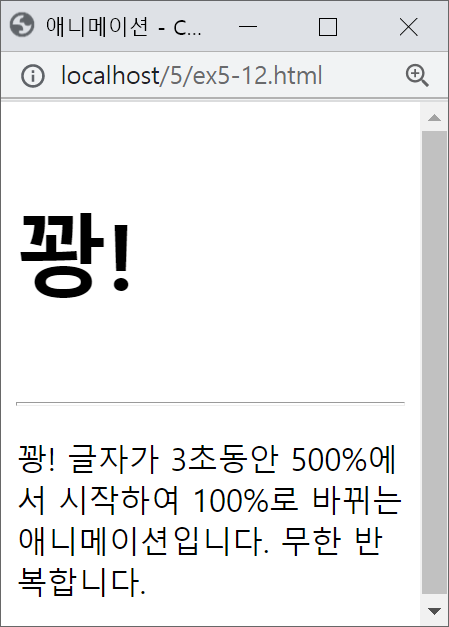 애니메이션 - C...
localhost/5/ex5-12.html
꽝!
꽝! 글자가 3초동안 500%에
서 시작하여 100%로 바뀌는
애니메이션입니다. 무한 반
복합니다.